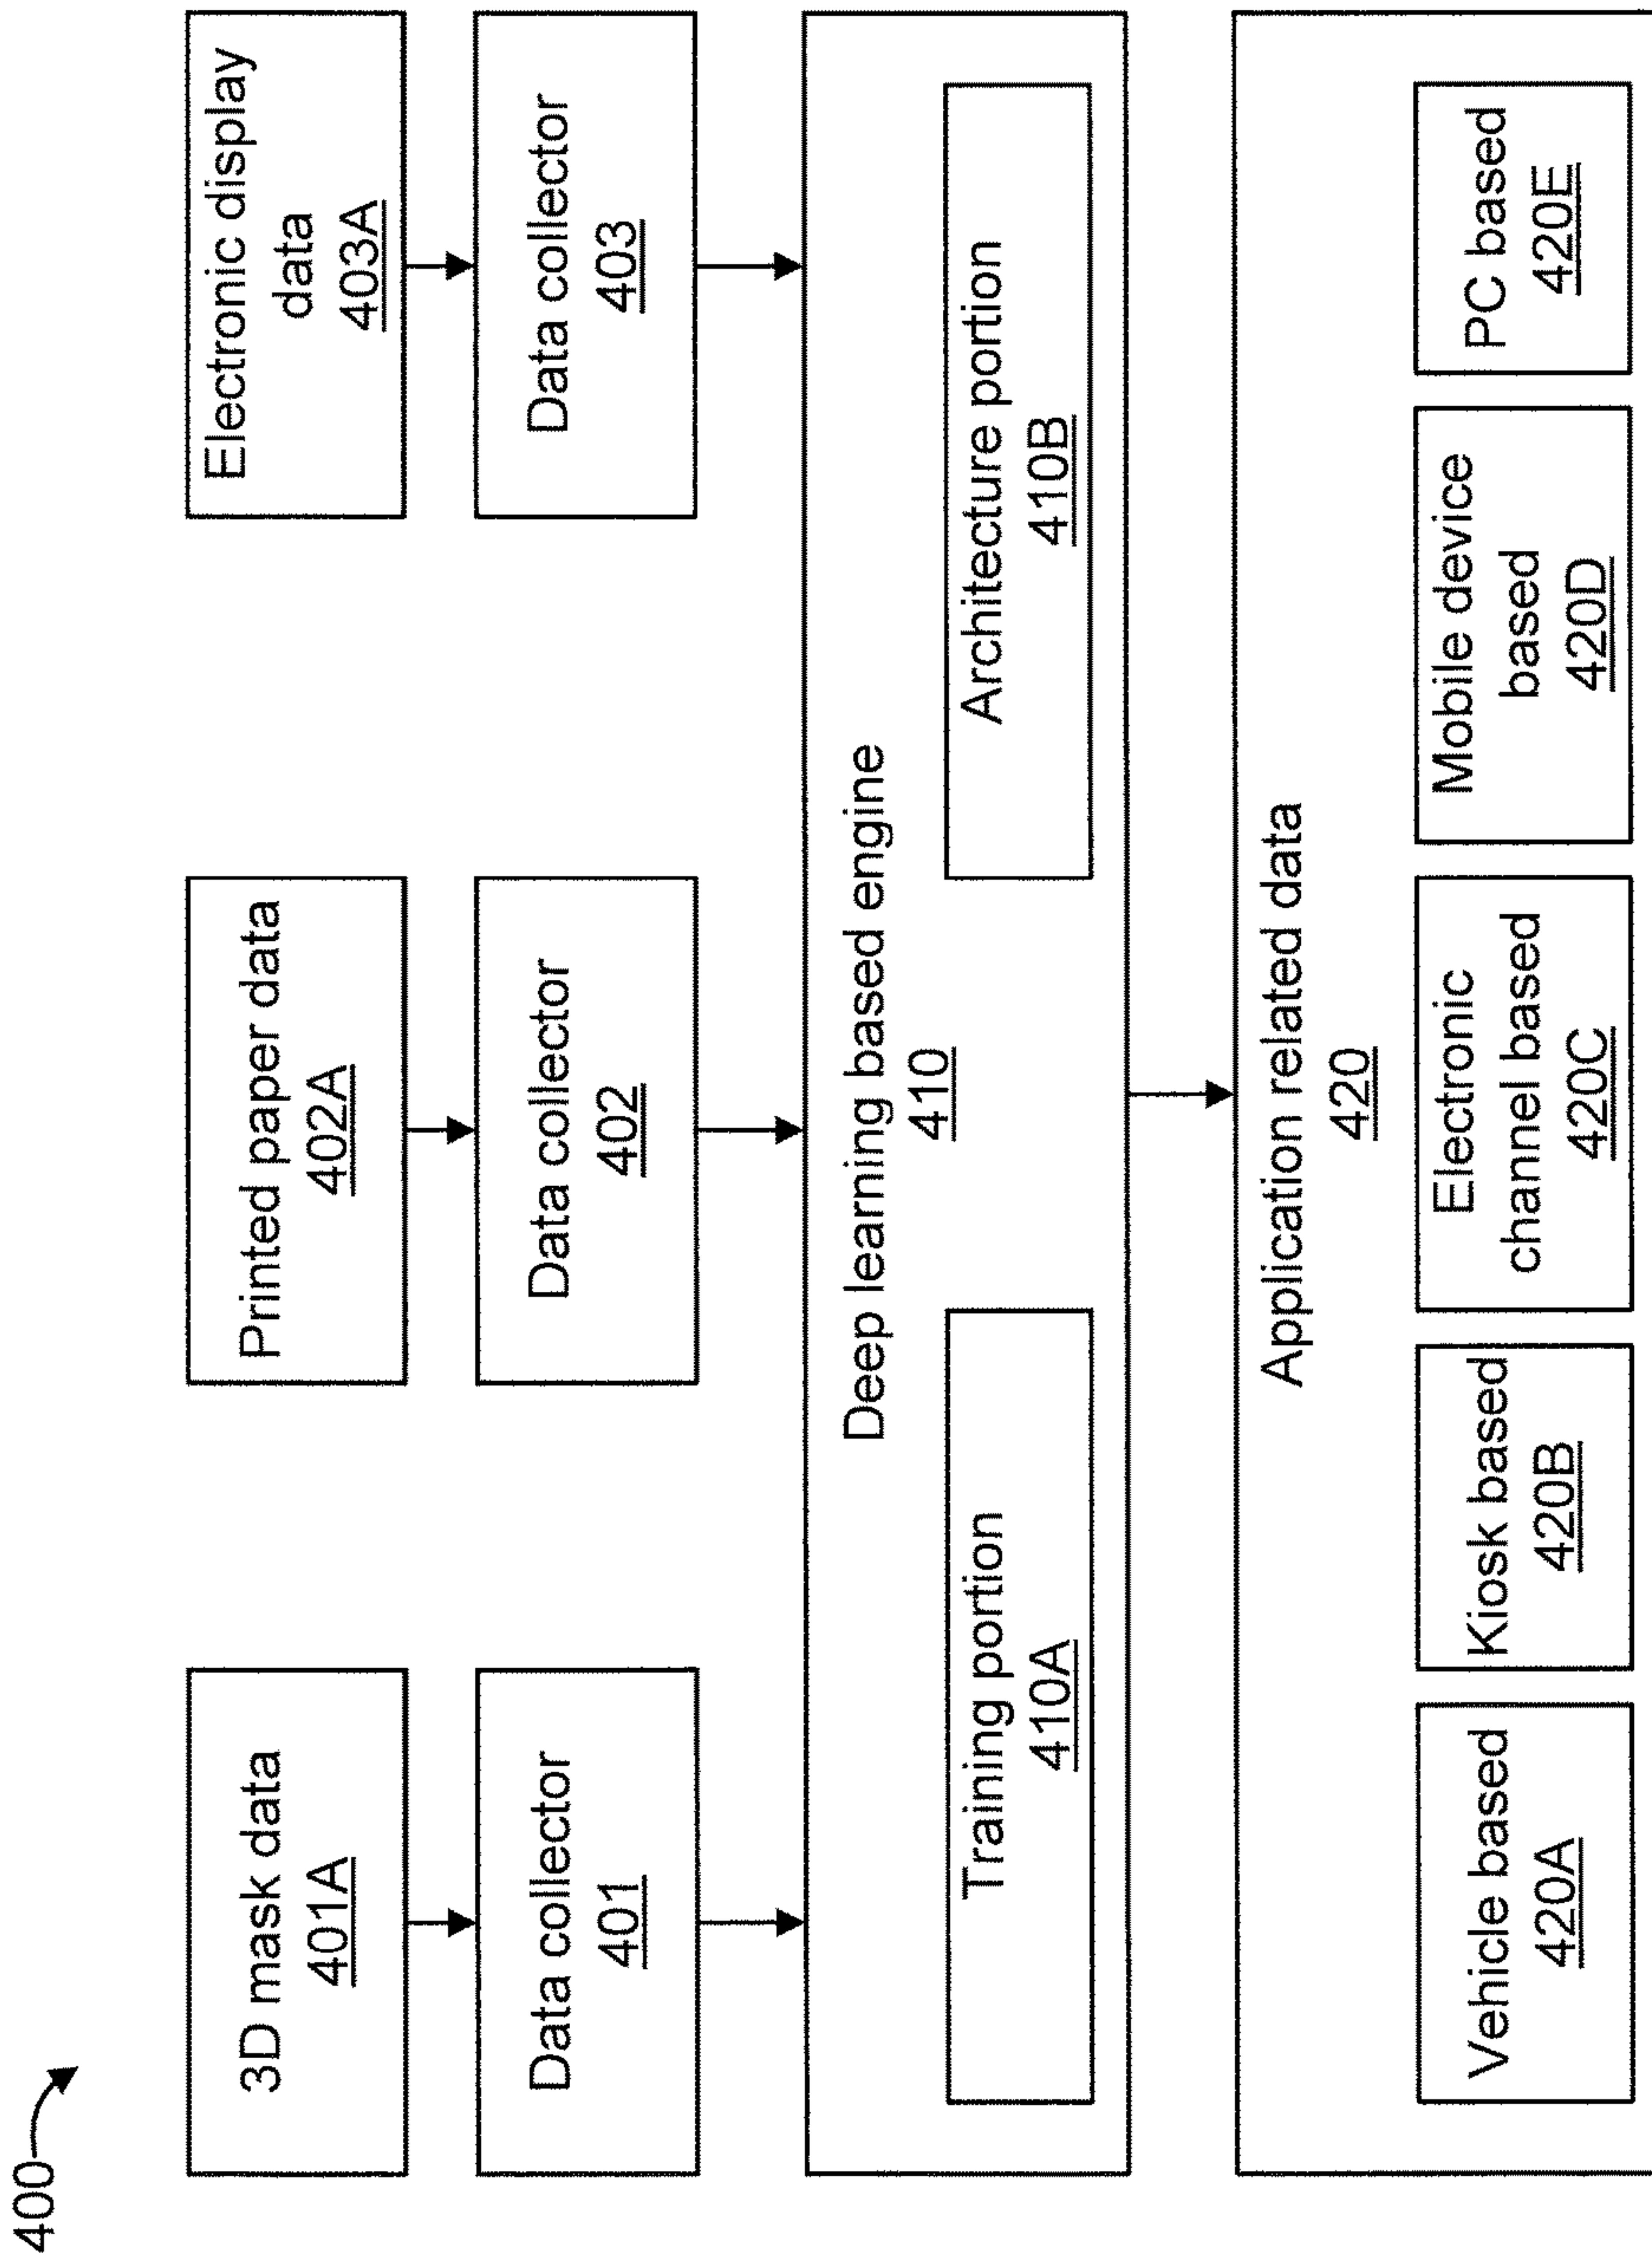 400
3D mask data
401A
Printed paper data
402A
Electronic display
data
403A
Data collector
401
Data collector
402
Data collector
403
Deep learning based engine
410
Training portion
410A
Architecture portion
410B
Application related data
420
Vehicle based
420A
Kiosk based
420B
Electronic
channel based
420C
Mobile device
based
420D
PC based
420E